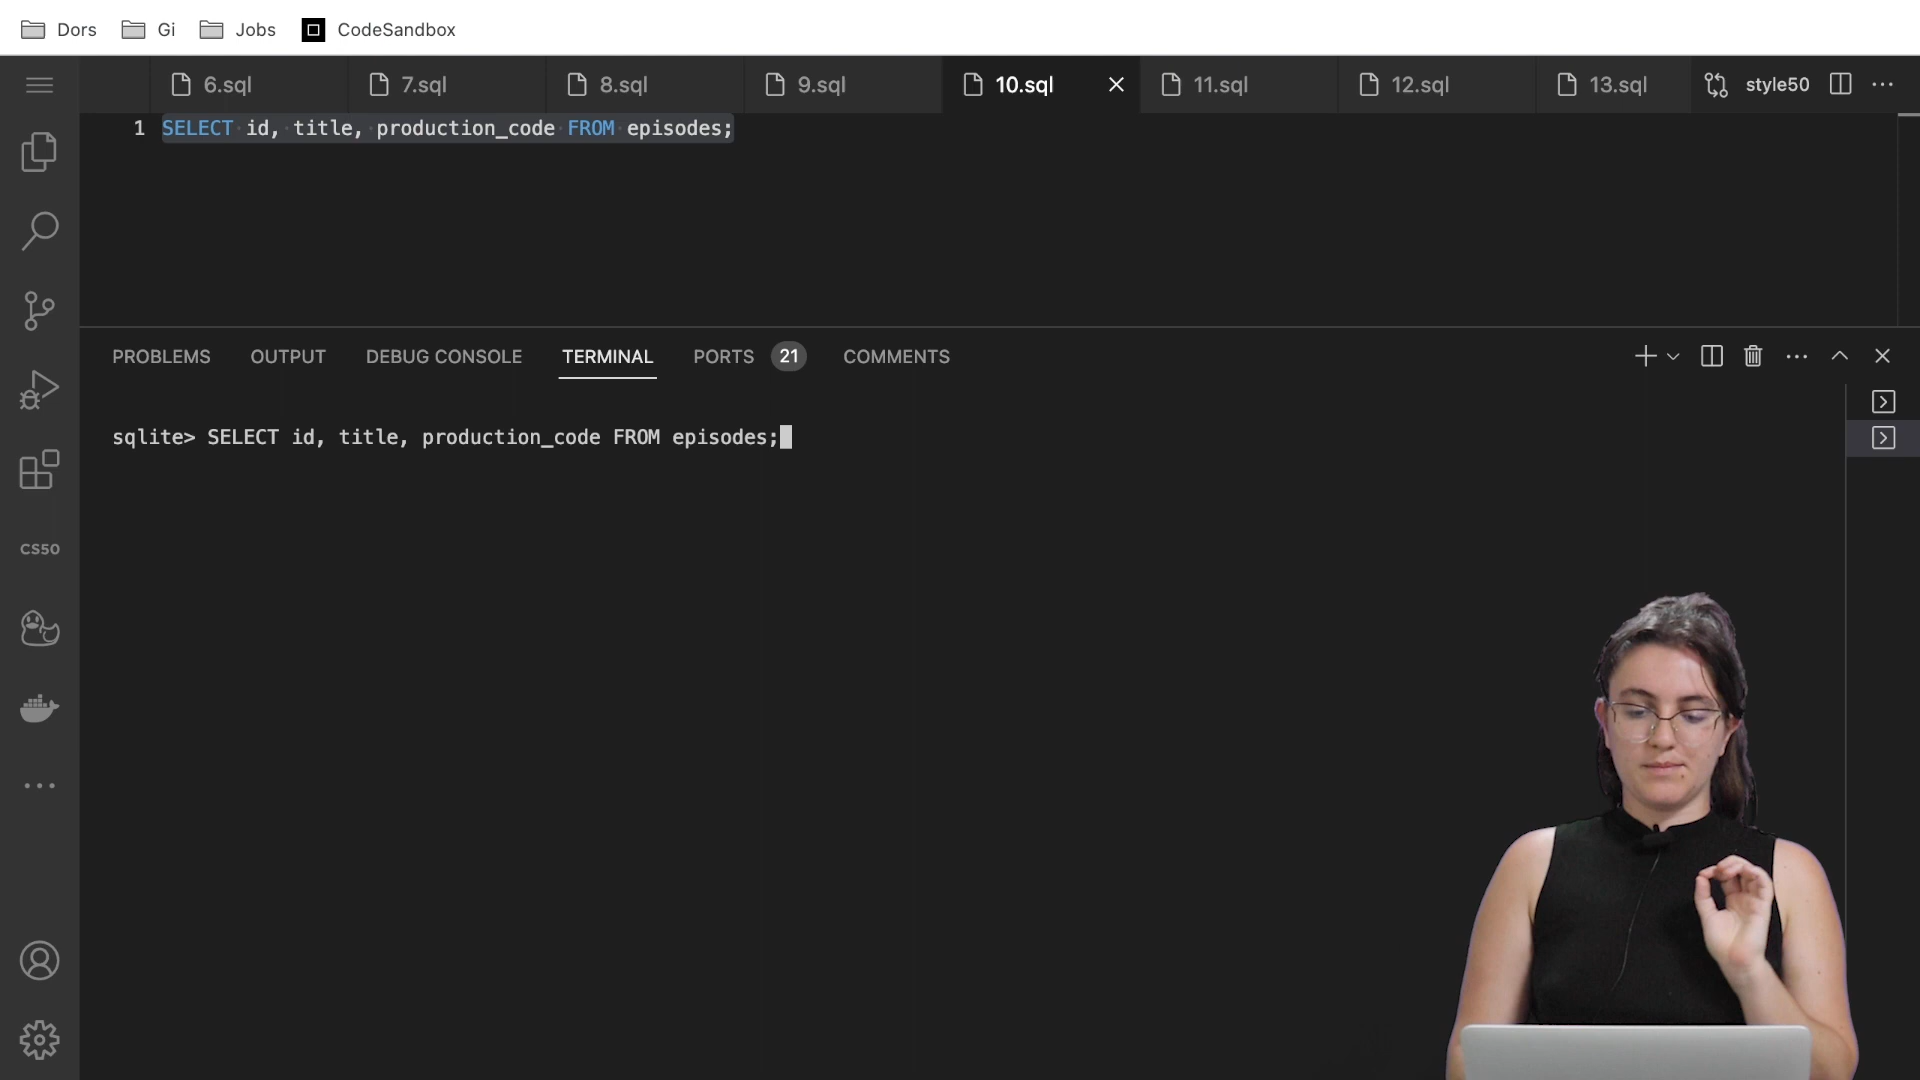 Dors Gi Jobs CodeSandbox
6.sql 7.sql 8.sql 9.sql 10.sql 11.sql 12.sql 13.sql style50
1 SELECT id, title, production_code FROM episodes;
PROBLEMS OUTPUT DEBUG CONSOLE TERMINAL PORTS 21 COMMENTS
sqlite> SELECT id, title, production_code FROM episodes;
CS50